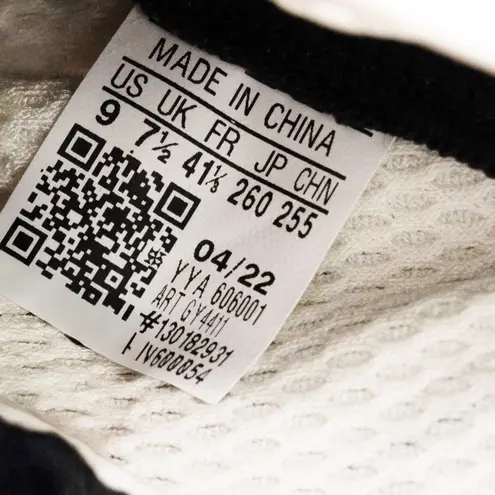 MADE IN CHINA
US UK FR JP CHN
9 7½ 41⅓ 260 255
04/22
YYA 606001
ART GY4411
#130182931
N600054